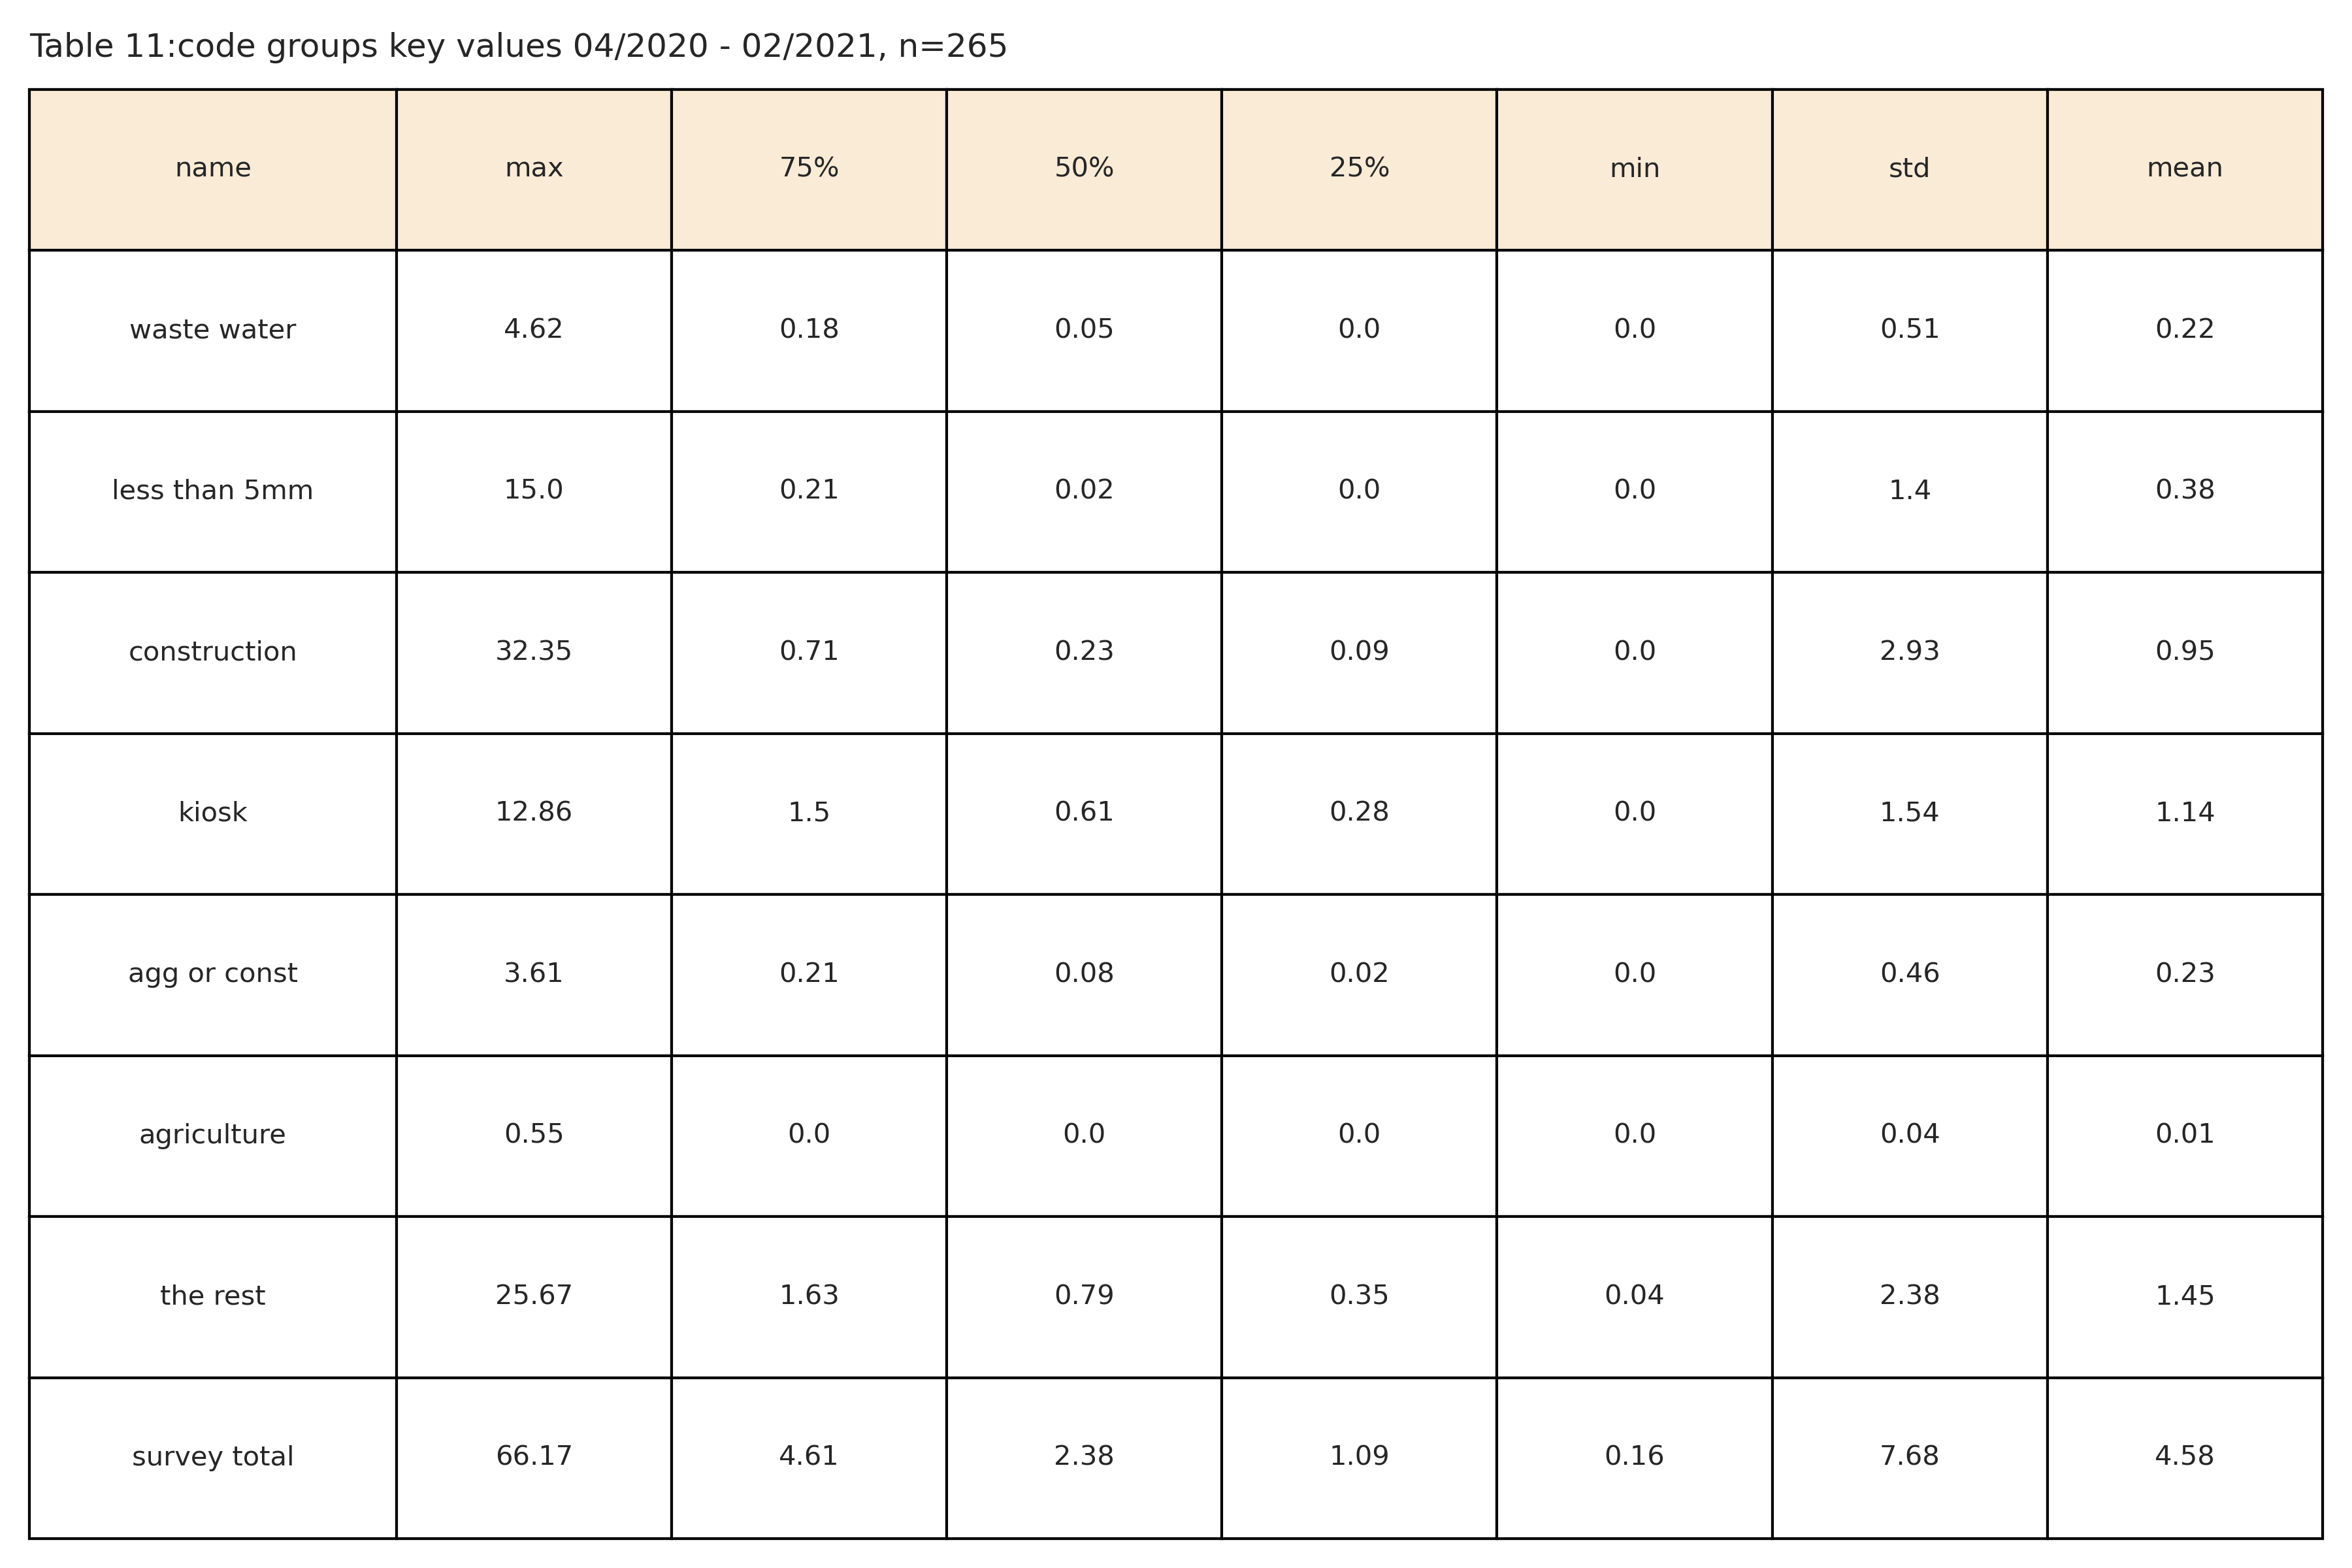 Table 11:code groups key values 04/2020 - 02/2021, n=265
name max 75% 50% 25% min std mean
waste water 4.62 0.18 0.05 0.0 0.0 0.51 0.22
less than 5mm 15.0 0.21 0.02 0.0 0.0 1.4 0.38
construction 32.35 0.71 0.23 0.09 0.0 2.93 0.95
kiosk 12.86 1.5 0.61 0.28 0.0 1.54 1.14
agg or const 3.61 0.21 0.08 0.02 0.0 0.46 0.23
agriculture 0.55 0.0 0.0 0.0 0.0 0.04 0.01
the rest 25.67 1.63 0.79 0.35 0.04 2.38 1.45
survey total 66.17 4.61 2.38 1.09 0.16 7.68 4.58